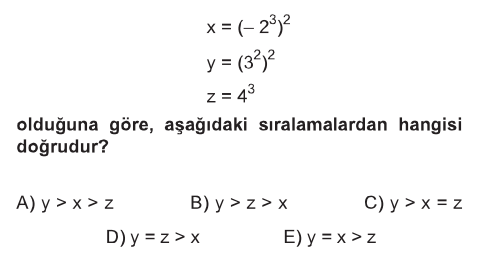 x = (– 2³)²
y = (3²)²
z = 4³
olduğuna göre, aşağıdaki sıralamalardan hangisi
doğrudur?
A) y > x > z B) y > z > x C) y > x = z
D) y = z > x E) y = x > z